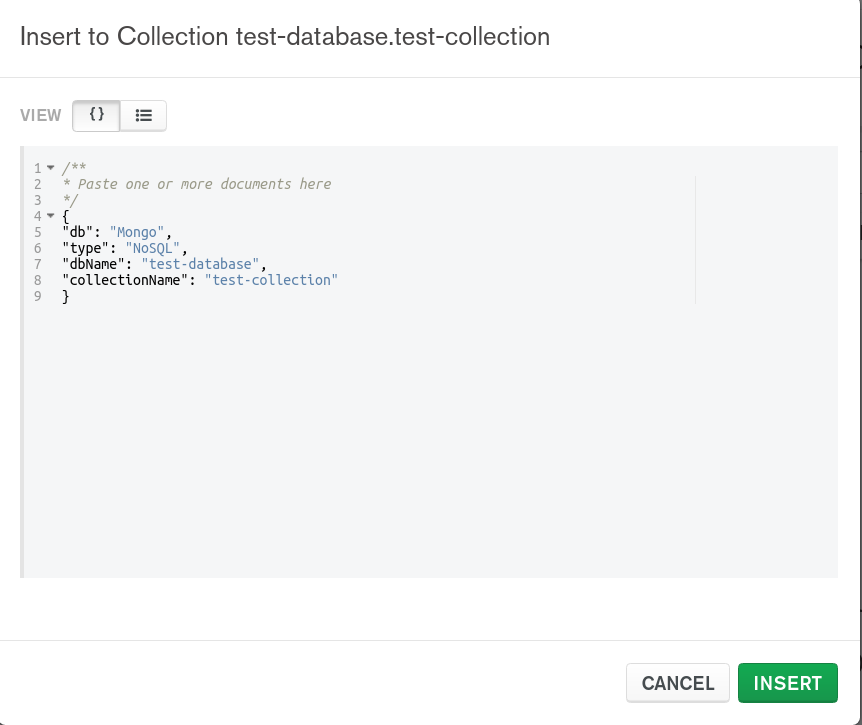 Insert to Collection test-database.test-collection
VIEW {}
1 /**
2 * Paste one or more documents here
3 */
4 {
5 "db": "Mongo",
6 "type": "NoSQL",
7 "dbName": "test-database",
8 "collectionName": "test-collection"
9 }
CANCEL INSERT